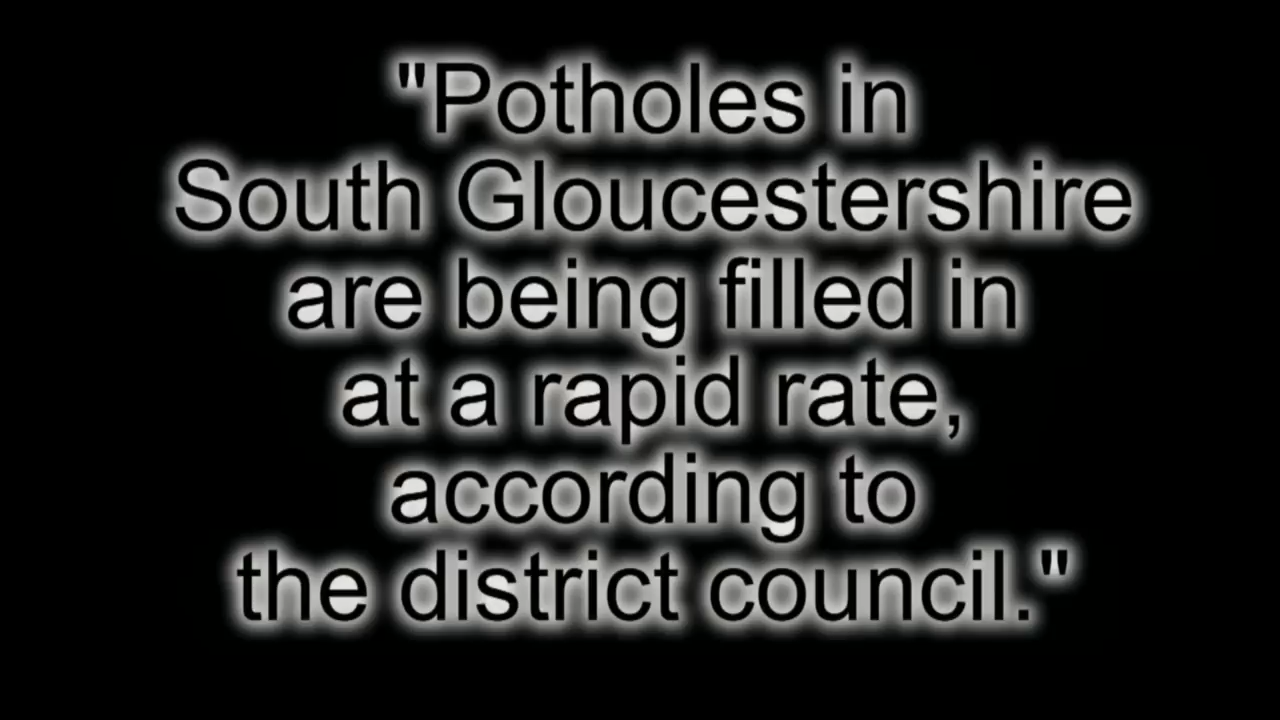 "Potholes in
South Gloucestershire
are being filled in
at a rapid rate,
according to
the district council."